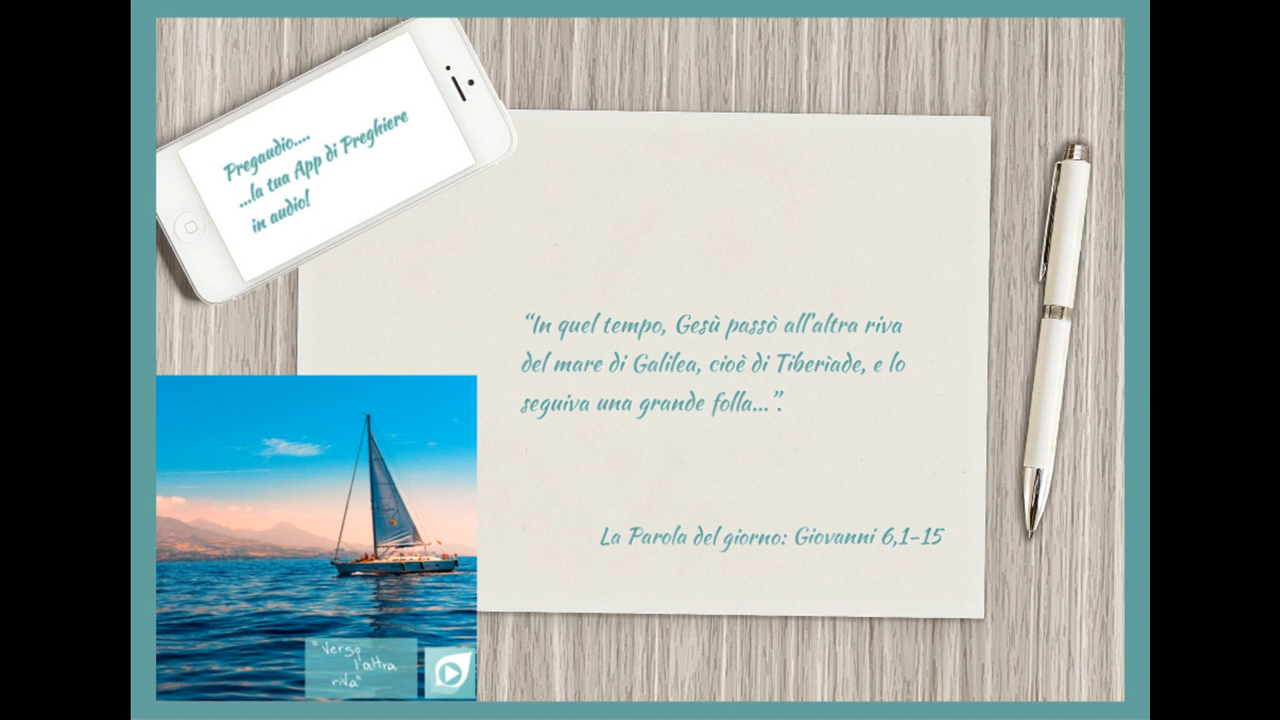 Pregaudio....
...la tua App di Preghiere
in audio!
“In quel tempo, Gesù passò all'altra riva
del mare di Galilea, cioè di Tiberìade, e lo
seguiva una grande folla...”.
La Parola del giorno: Giovanni 6,1-15
"Verso
l'altra
riva"